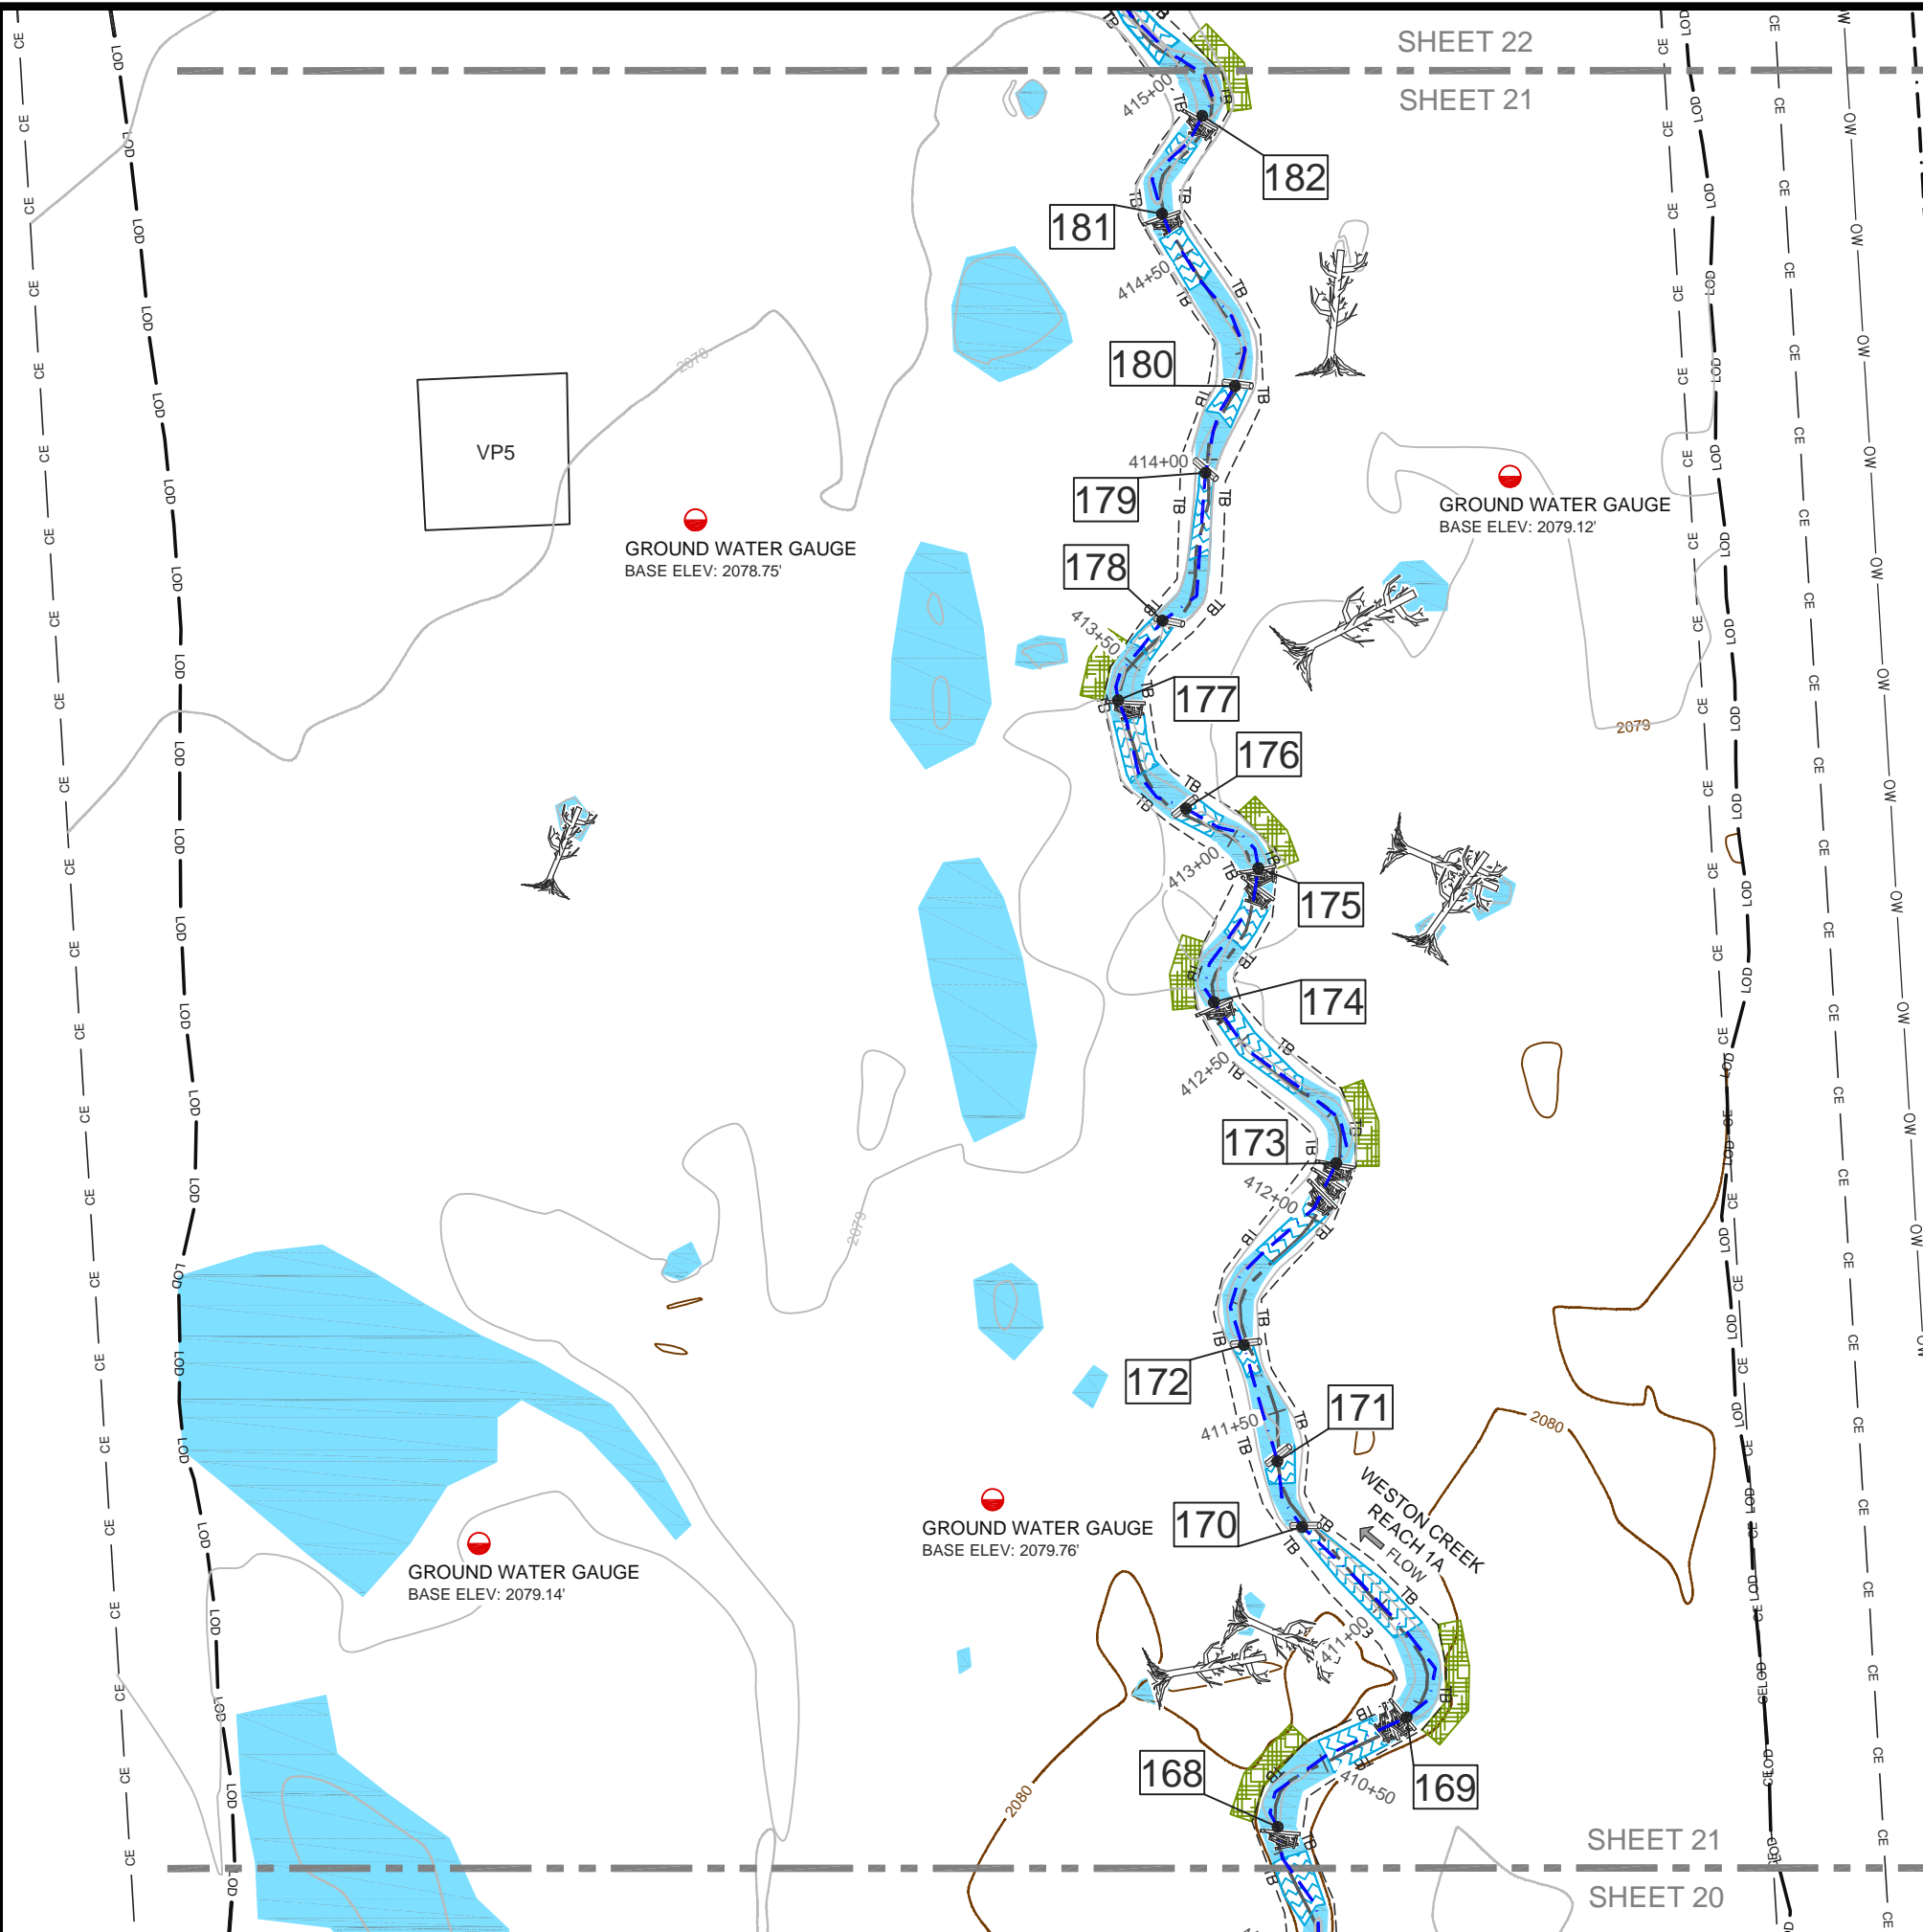 SHEET 22
SHEET 21
415+00
182
181
414+50
180
2078
VP5
414+00
179
GROUND WATER GAUGE
BASE ELEV: 2079.12'
GROUND WATER GAUGE
BASE ELEV: 2078.75'
178
413+50
177
2079
176
413+00
175
174
412+50
173
412+00
2079
172
171
411+50
2080
WESTON CREEK
REACH 1A
FLOW
170
GROUND WATER GAUGE
BASE ELEV: 2079.76'
GROUND WATER GAUGE
BASE ELEV: 2079.14'
411+00
168
410+50
169
2080
SHEET 21
SHEET 20
CE
LOD
OW
TB